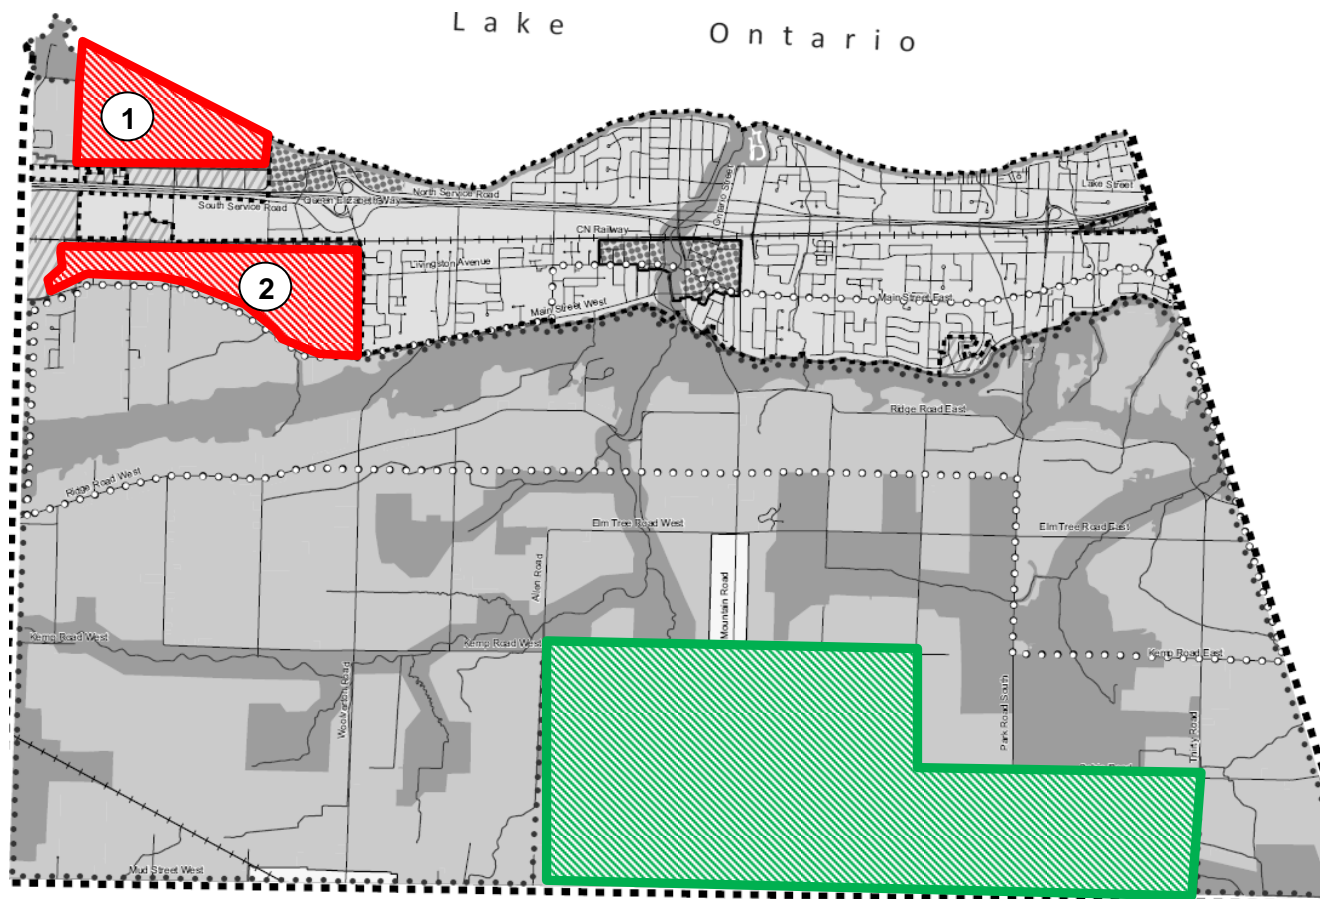 Lake Ontario
1
Lake Street
North Service Road
South Service Road
Queen Elizabeth Way
Ontario Street
CN Railway
Livingston Avenue
2
Main Street East
Main Street West
Ridge Road East
Ridge Road West
Elm Tree Road West
Elm Tree Road East
Allen Road
Mountain Road
Kemp Road West
Kemp Road West
Kemp Road East
Woolverton Road
Park Road South
Thirty Road
Mud Street West